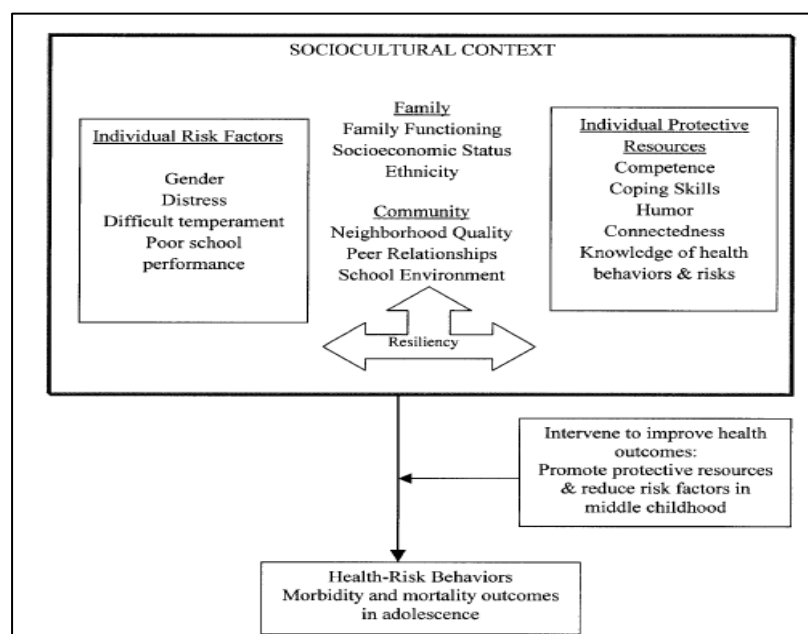 SOCIOCULTURAL CONTEXT
Individual Risk Factors
Gender
Distress
Difficult temperament
Poor school
performance
Family
Family Functioning
Socioeconomic Status
Ethnicity
Community
Neighborhood Quality
Peer Relationships
School Environment
Resiliency
Individual Protective
Resources
Competence
Coping Skills
Humor
Connectedness
Knowledge of health
behaviors & risks
Intervene to improve health
outcomes:
Promote protective resources
& reduce risk factors in
middle childhood
Health-Risk Behaviors
Morbidity and mortality outcomes
in adolescence